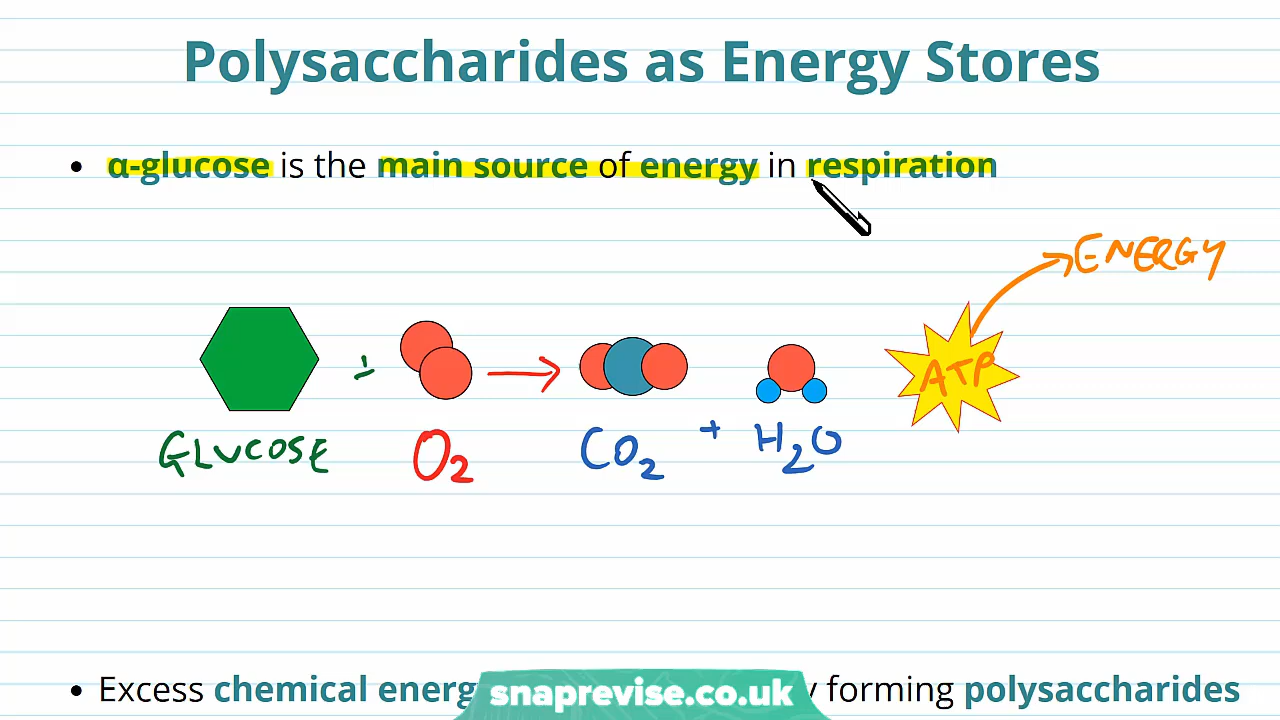 Polysaccharides as Energy Stores
• α-glucose is the main source of energy in respiration
ENERGY
+
ATP
GLUCOSE O2 CO2 + H2O
• Excess chemical forming polysaccharides
snaprevise.co.uk